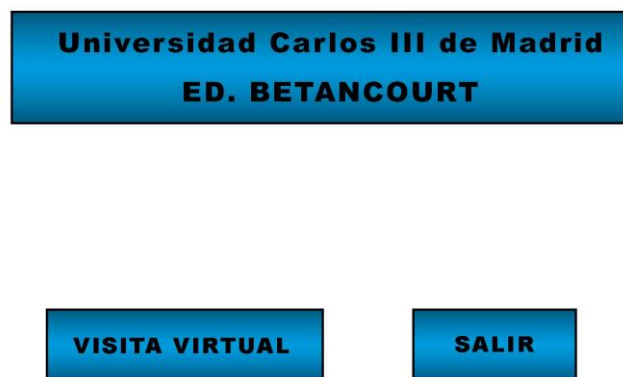 Universidad Carlos III de Madrid
ED. BETANCOURT
VISITA VIRTUAL
SALIR